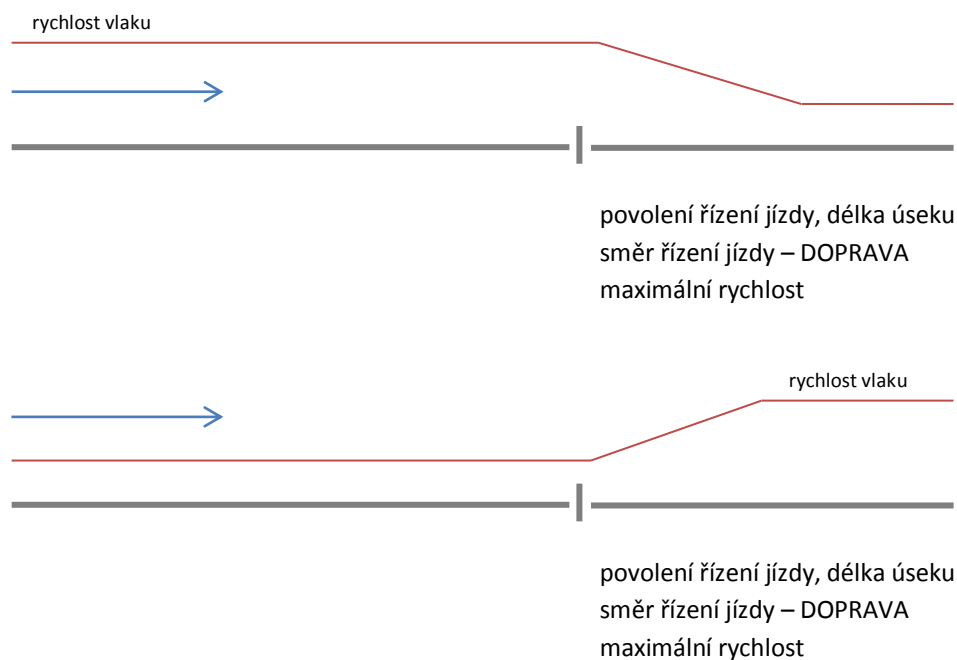 rychlost vlaku
povolení řízení jízdy, délka úseku
směr řízení jízdy – DOPRAVA
maximální rychlost
rychlost vlaku
povolení řízení jízdy, délka úseku
směr řízení jízdy – DOPRAVA
maximální rychlost